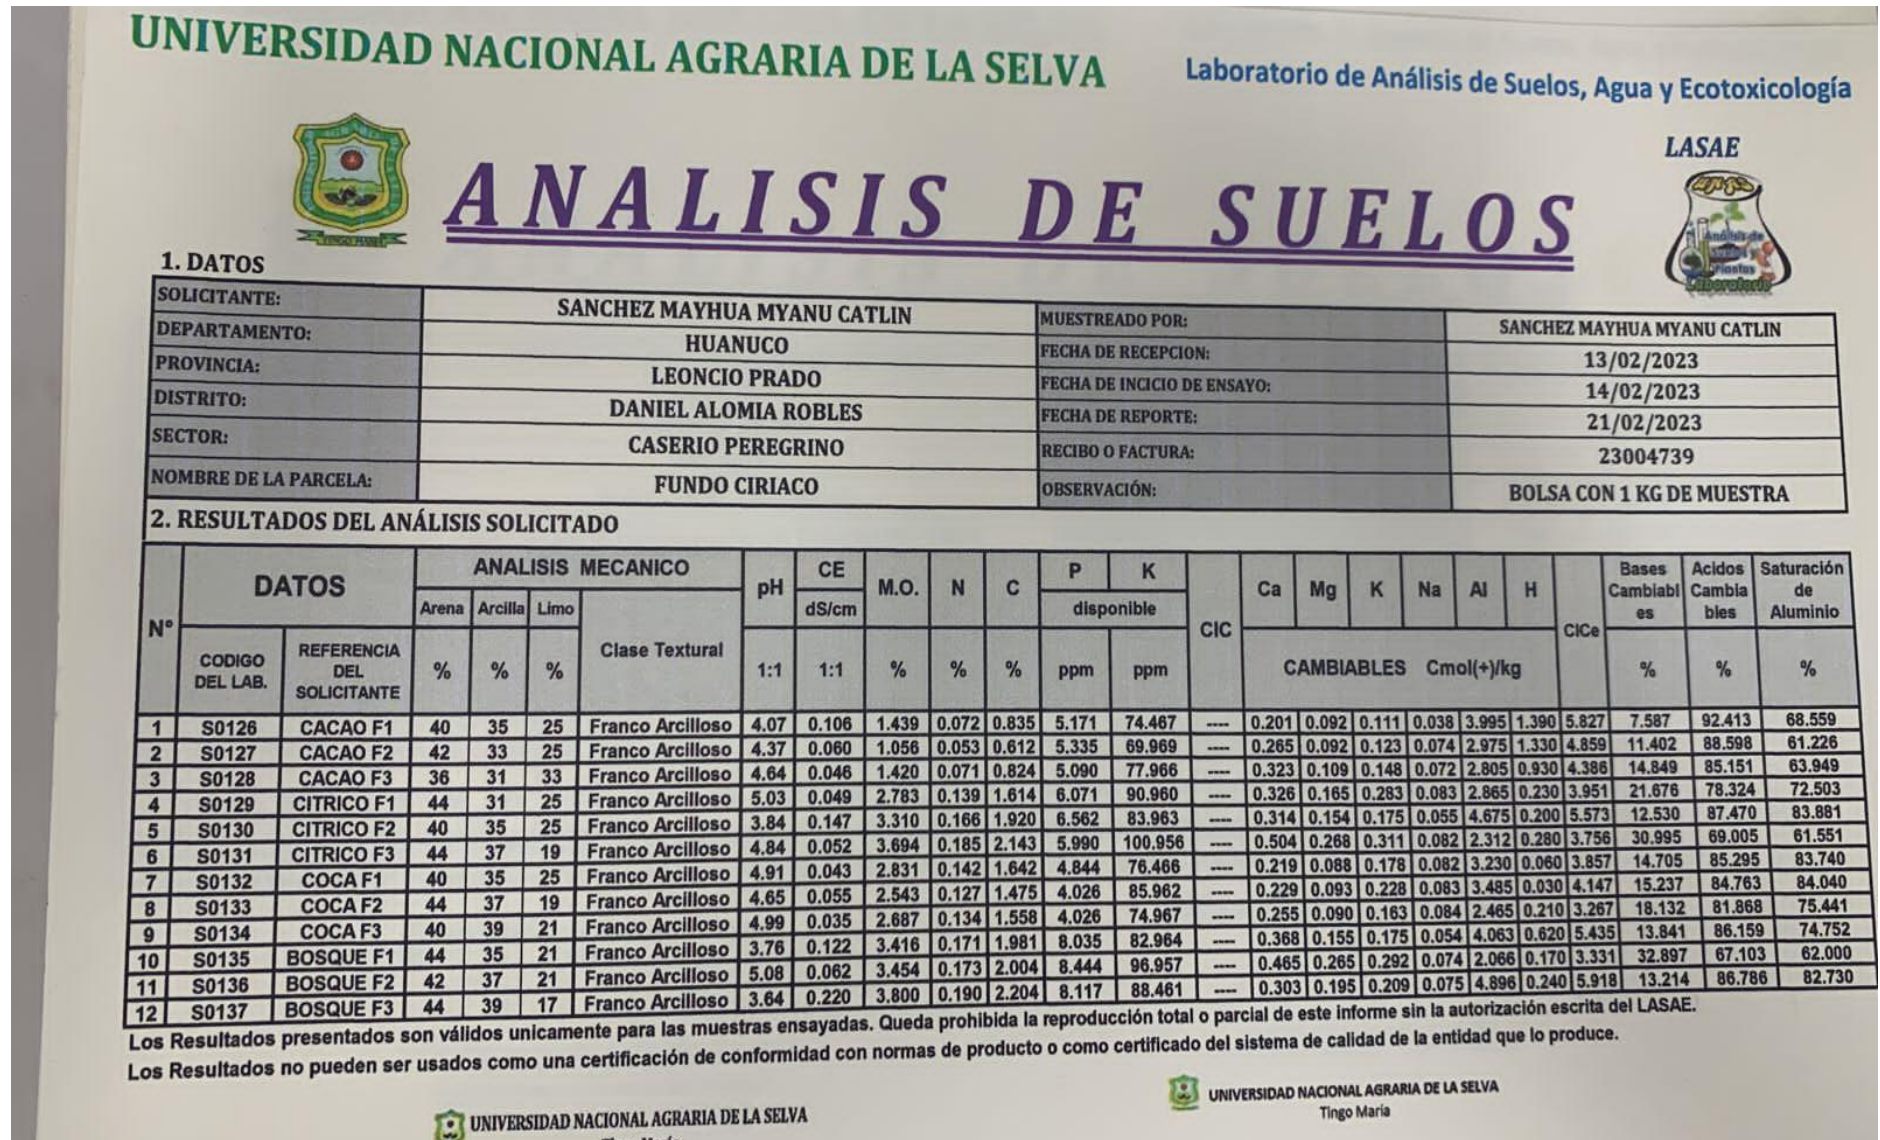 UNIVERSIDAD NACIONAL AGRARIA DE LA SELVA
Laboratorio de Análisis de Suelos, Agua y Ecotoxicología
LASAE
ANALISIS DE SUELOS
TINGO MARIA
Análisis de
Suelos y
Plantas
Laboratorio
1. DATOS
SOLICITANTE: SANCHEZ MAYHUA MYANU CATLIN MUESTREADO POR: SANCHEZ MAYHUA MYANU CATLIN
DEPARTAMENTO: HUANUCO FECHA DE RECEPCION: 13/02/2023
PROVINCIA: LEONCIO PRADO FECHA DE INCICIO DE ENSAYO: 14/02/2023
DISTRITO: DANIEL ALOMIA ROBLES FECHA DE REPORTE: 21/02/2023
SECTOR: CASERIO PEREGRINO RECIBO O FACTURA: 23004739
NOMBRE DE LA PARCELA: FUNDO CIRIACO OBSERVACIÓN: BOLSA CON 1 KG DE MUESTRA
2. RESULTADOS DEL ANÁLISIS SOLICITADO
N° DATOS ANALISIS MECANICO pH CE M.O. N C P K CIC Ca Mg K Na Al H CICe Bases Cambiables Acidos Cambiables Saturación de Aluminio
Arena Arcilla Limo Clase Textural dS/cm disponible
CODIGO DEL LAB. REFERENCIA DEL SOLICITANTE % % % 1:1 1:1 % % % ppm ppm CAMBIABLES Cmol(+)/kg % % %
1 S0126 CACAO F1 40 35 25 Franco Arcilloso 4.07 0.106 1.439 0.072 0.835 5.171 74.467 ---- 0.201 0.092 0.111 0.038 3.995 1.390 5.827 7.587 92.413 68.559
2 S0127 CACAO F2 42 33 25 Franco Arcilloso 4.37 0.060 1.056 0.053 0.612 5.335 69.969 ---- 0.265 0.092 0.123 0.074 2.975 1.330 4.859 11.402 88.598 61.226
3 S0128 CACAO F3 36 31 33 Franco Arcilloso 4.64 0.046 1.420 0.071 0.824 5.090 77.966 ---- 0.323 0.109 0.148 0.072 2.805 0.930 4.386 14.849 85.151 63.949
4 S0129 CITRICO F1 44 31 25 Franco Arcilloso 5.03 0.049 2.783 0.139 1.614 6.071 90.960 ---- 0.326 0.165 0.283 0.083 2.865 0.230 3.951 21.676 78.324 72.503
5 S0130 CITRICO F2 40 35 25 Franco Arcilloso 3.84 0.147 3.310 0.166 1.920 6.562 83.963 ---- 0.314 0.154 0.175 0.055 4.675 0.200 5.573 12.530 87.470 83.881
6 S0131 CITRICO F3 44 37 19 Franco Arcilloso 4.84 0.052 3.694 0.185 2.143 5.990 100.956 ---- 0.504 0.268 0.311 0.082 2.312 0.280 3.756 30.995 69.005 61.551
7 S0132 COCA F1 40 35 25 Franco Arcilloso 4.91 0.043 2.831 0.142 1.642 4.844 76.466 ---- 0.219 0.088 0.178 0.082 3.230 0.060 3.857 14.705 85.295 83.740
8 S0133 COCA F2 44 37 19 Franco Arcilloso 4.65 0.055 2.543 0.127 1.475 4.026 85.962 ---- 0.229 0.093 0.228 0.083 3.485 0.030 4.147 15.237 84.763 84.040
9 S0134 COCA F3 40 39 21 Franco Arcilloso 4.99 0.035 2.687 0.134 1.558 4.026 74.967 ---- 0.255 0.090 0.163 0.084 2.465 0.210 3.267 18.132 81.868 75.441
10 S0135 BOSQUE F1 44 35 21 Franco Arcilloso 3.76 0.122 3.416 0.171 1.981 8.035 82.964 ---- 0.368 0.155 0.175 0.054 4.063 0.620 5.435 13.841 86.159 74.752
11 S0136 BOSQUE F2 42 37 21 Franco Arcilloso 5.08 0.062 3.454 0.173 2.004 8.444 96.957 ---- 0.465 0.265 0.292 0.074 2.066 0.170 3.331 32.897 67.103 62.000
12 S0137 BOSQUE F3 44 39 17 Franco Arcilloso 3.64 0.220 3.800 0.190 2.204 8.117 88.461 ---- 0.303 0.195 0.209 0.075 4.896 0.240 5.918 13.214 86.786 82.730
Los Resultados presentados son válidos unicamente para las muestras ensayadas. Queda prohibida la reproducción total o parcial de este informe sin la autorización escrita del LASAE.
Los Resultados no pueden ser usados como una certificación de conformidad con normas de producto o como certificado del sistema de calidad de la entidad que lo produce.
UNIVERSIDAD NACIONAL AGRARIA DE LA SELVA
UNIVERSIDAD NACIONAL AGRARIA DE LA SELVA
Tingo María